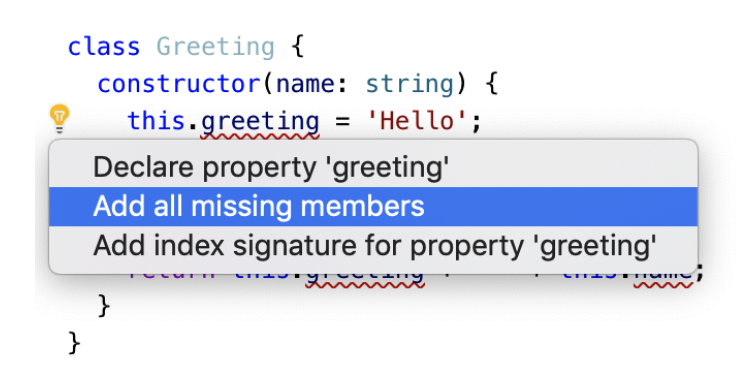 class Greeting {
constructor(name: string) {
this.greeting = 'Hello';
Declare property 'greeting'
Add all missing members
Add index signature for property 'greeting'
return this.greeting + this.name;
}
}